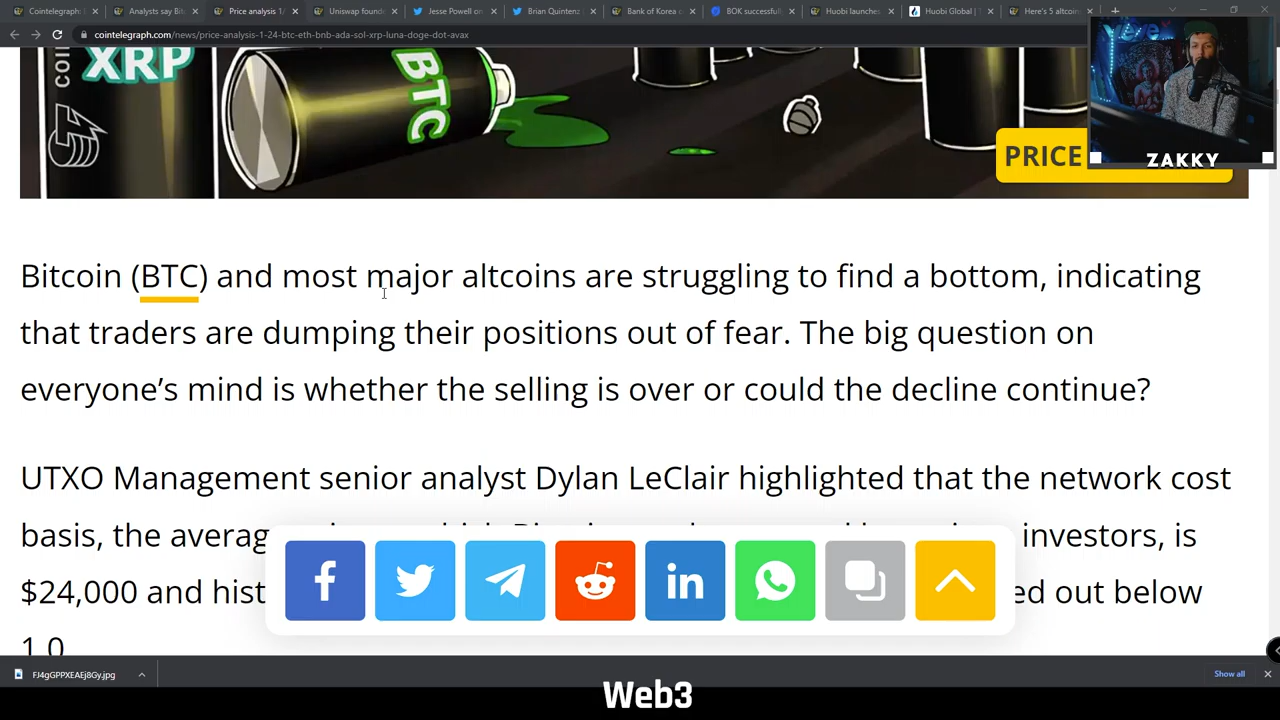 Cointelegraph
Analysts say Bit
Price analysis 1/
Uniswap found
Jesse Powell on
Brian Quintenz
Bank of Korea
BOK successfull
Huobi launches
Huobi Global | T
Here's 5 altcoin
cointelegraph.com/news/price-analysis-1-24-btc-eth-bnb-ada-sol-xrp-luna-doge-dot-avax
XRP
BTC
PRICE
ZAKKY
Bitcoin (BTC) and most major altcoins are struggling to find a bottom, indicating
that traders are dumping their positions out of fear. The big question on
everyone’s mind is whether the selling is over or could the decline continue?
UTXO Management senior analyst Dylan LeClair highlighted that the network cost
basis, the averag investors, is
$24,000 and hist ed out below
1.0
FJ4gGPPXEAEj8Gy.jpg
Show all
Web3